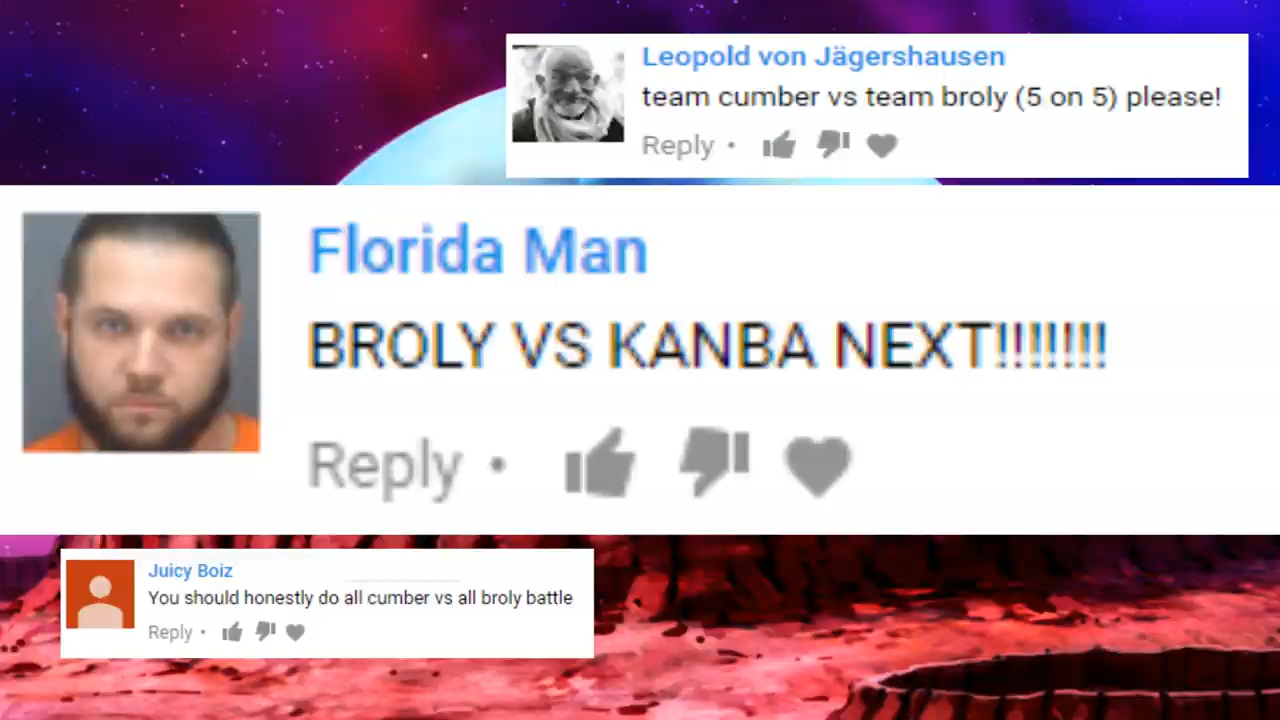 Leopold von Jägershausen
team cumber vs team broly (5 on 5) please!
Reply •
Florida Man
BROLY VS KANBA NEXT!!!!!!!
Reply •
Juicy Boiz
You should honestly do all cumber vs all broly battle
Reply •